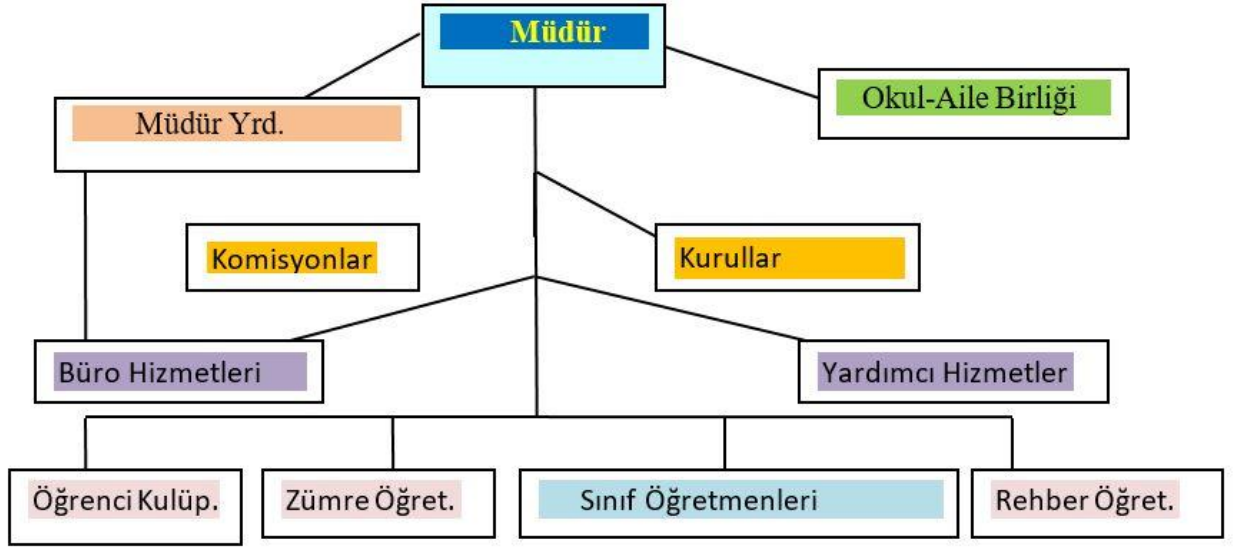 Müdür
Okul-Aile Birliği
Müdür Yrd.
Komisyonlar
Kurullar
Büro Hizmetleri
Yardımcı Hizmetler
Öğrenci Kulüp.
Zümre Öğret.
Sınıf Öğretmenleri
Rehber Öğret.